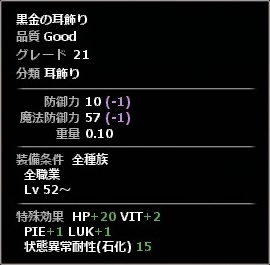 黒金の耳飾り
品質 Good
グレード 21
分類 耳飾り
防御力 10 (-1)
魔法防御力 57 (-1)
重量 0.10
装備条件 全種族
全職業
Lv 52～
特殊効果 HP+20 VIT+2
PIE+1 LUK+1
状態異常耐性(石化) 15